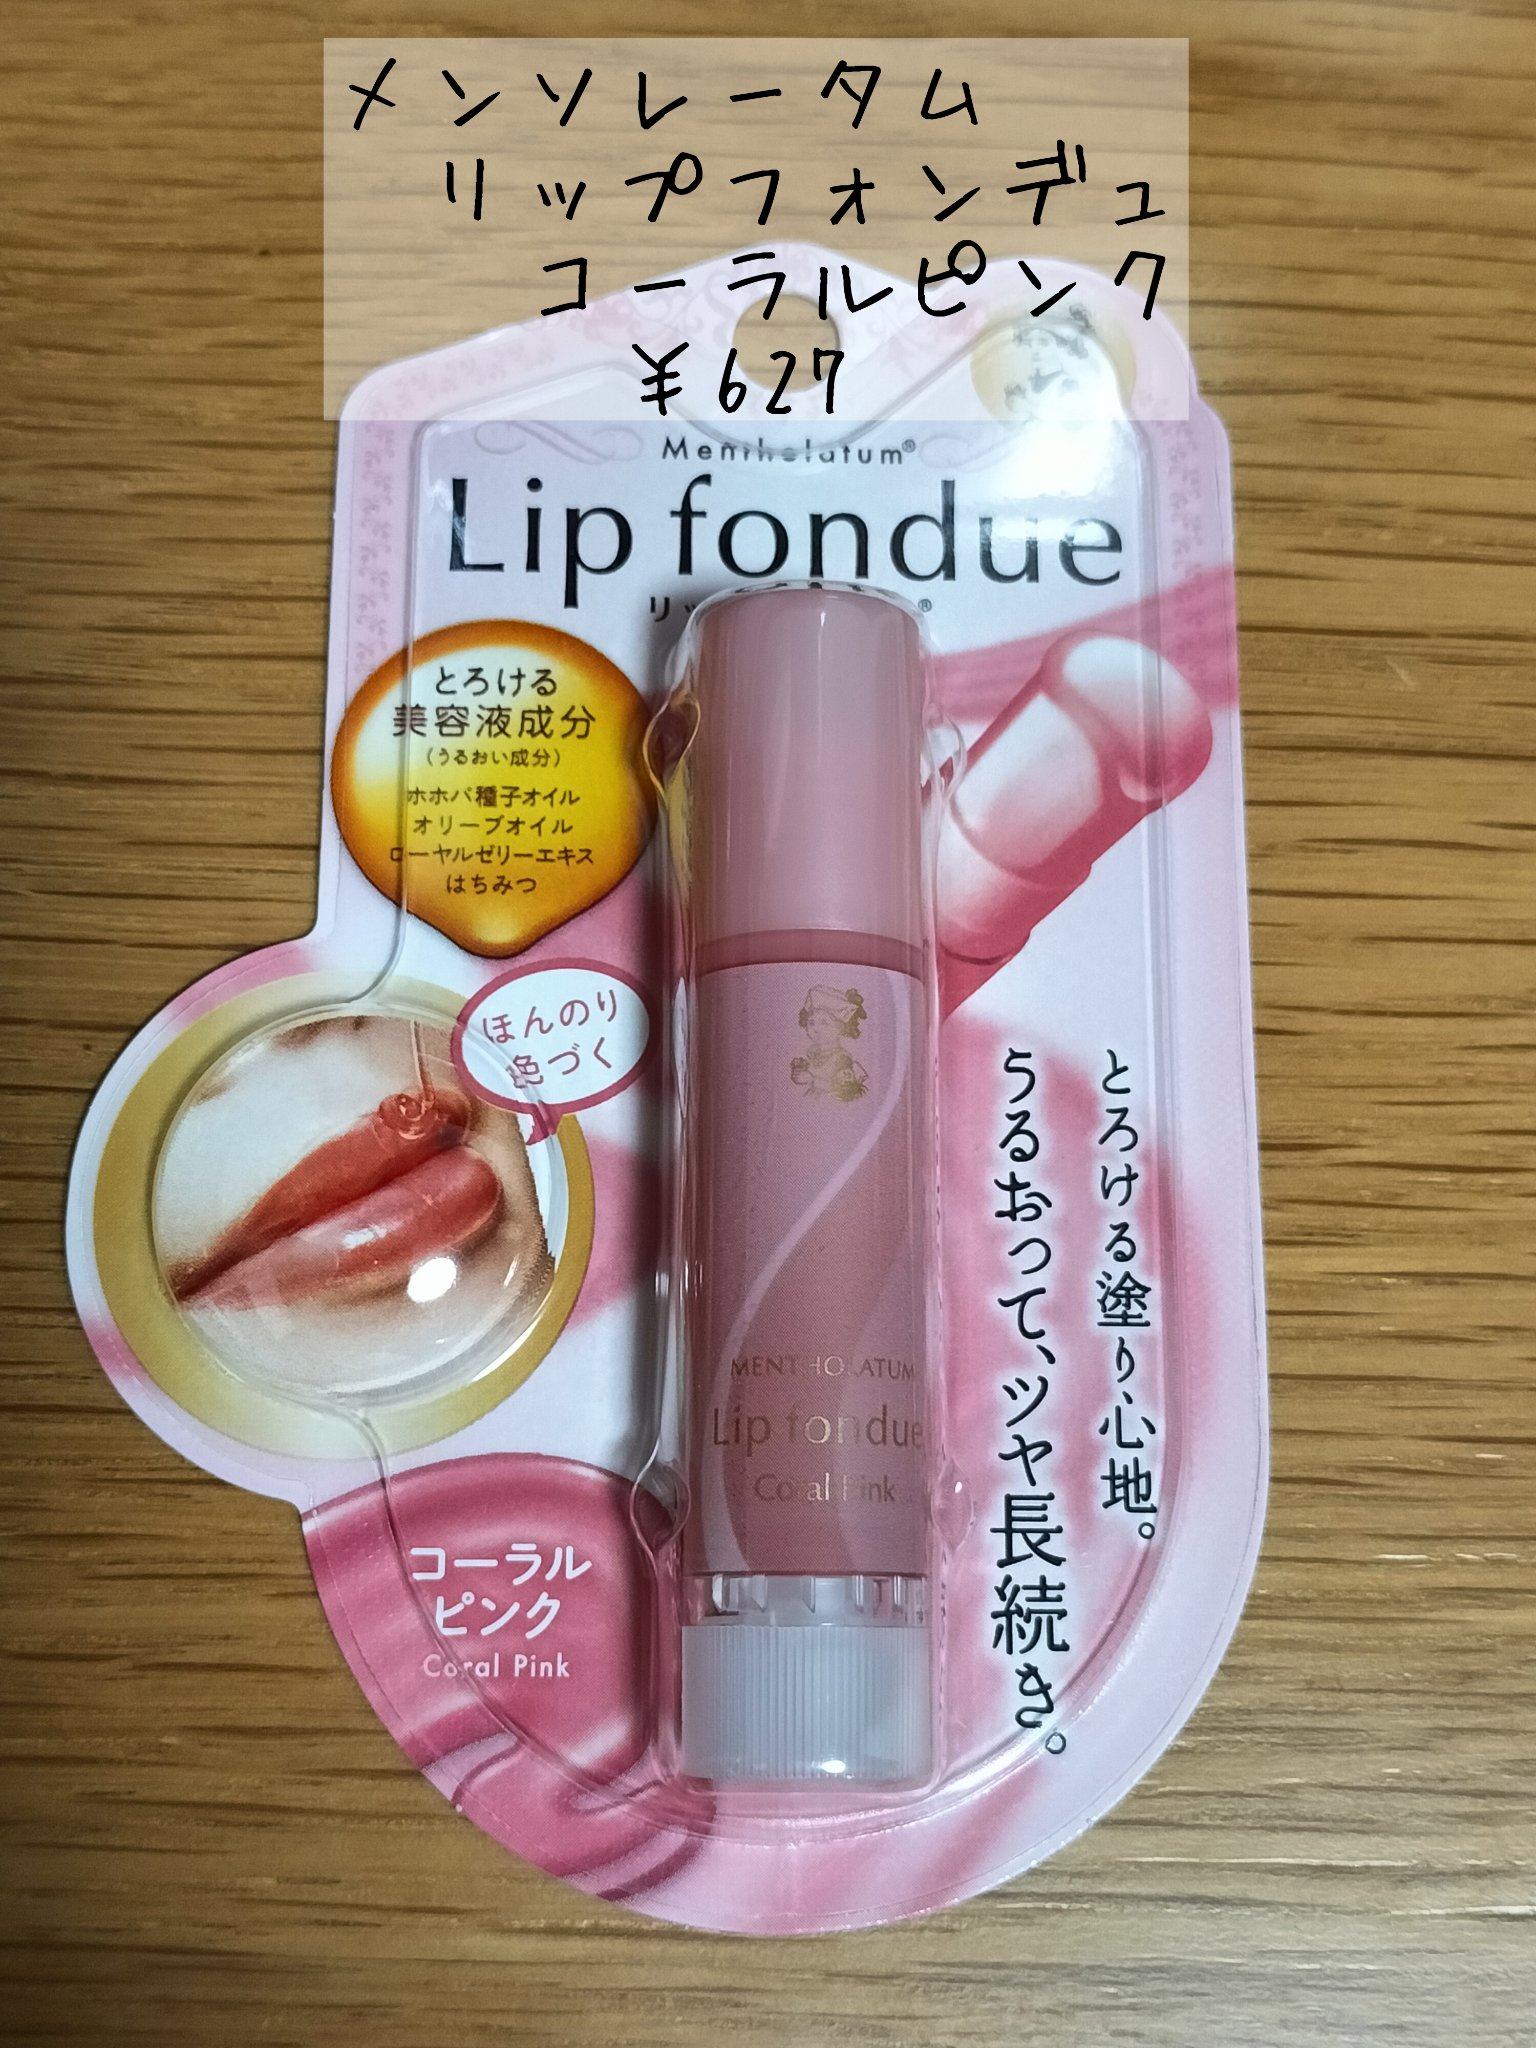 メンソレータム
リップフォンデュ
コーラルピンク
¥627
Mentholatum®
Lip fondue
とろける
美容液成分
(うるおい成分)
ホホバ種子オイル
オリーブオイル
ローヤルゼリーエキス
はちみつ
ほんのり
色づく
とろける塗り心地。
うるおって、ツヤ長続き。
MENTHOLATUM
Lip fondue
Coral Pink
コーラル
ピンク
Coral Pink